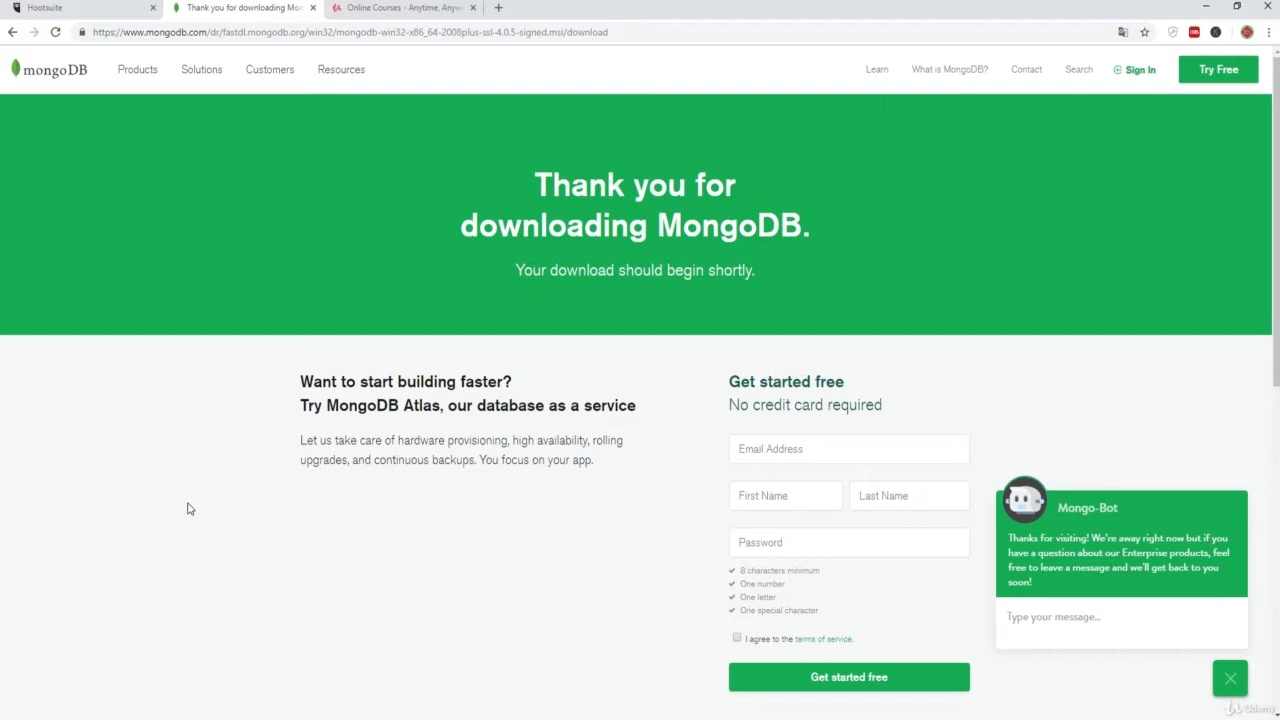 Hootsuite
Thank you for downloading Mon
Online Courses - Anytime, Anyw
https://www.mongodb.com/dr/fastdl.mongodb.org/win32/mongodb-win32-x86_64-2008plus-ssl-4.0.5-signed.msi/download
mongoDB
Products
Solutions
Customers
Resources
Learn
What is MongoDB?
Contact
Search
Sign In
Try Free
Thank you for
downloading MongoDB.
Your download should begin shortly.
Want to start building faster?
Try MongoDB Atlas, our database as a service
Let us take care of hardware provisioning, high availability, rolling
upgrades, and continuous backups. You focus on your app.
Get started free
No credit card required
Email Address
First Name
Last Name
Password
8 characters minimum
One number
One letter
One special character
I agree to the terms of service.
Get started free
Mongo-Bot
Thanks for visiting! We're away right now but if you
have a question about our Enterprise products, feel
free to leave a message and we'll get back to you
soon!
Type your message...
Udemy